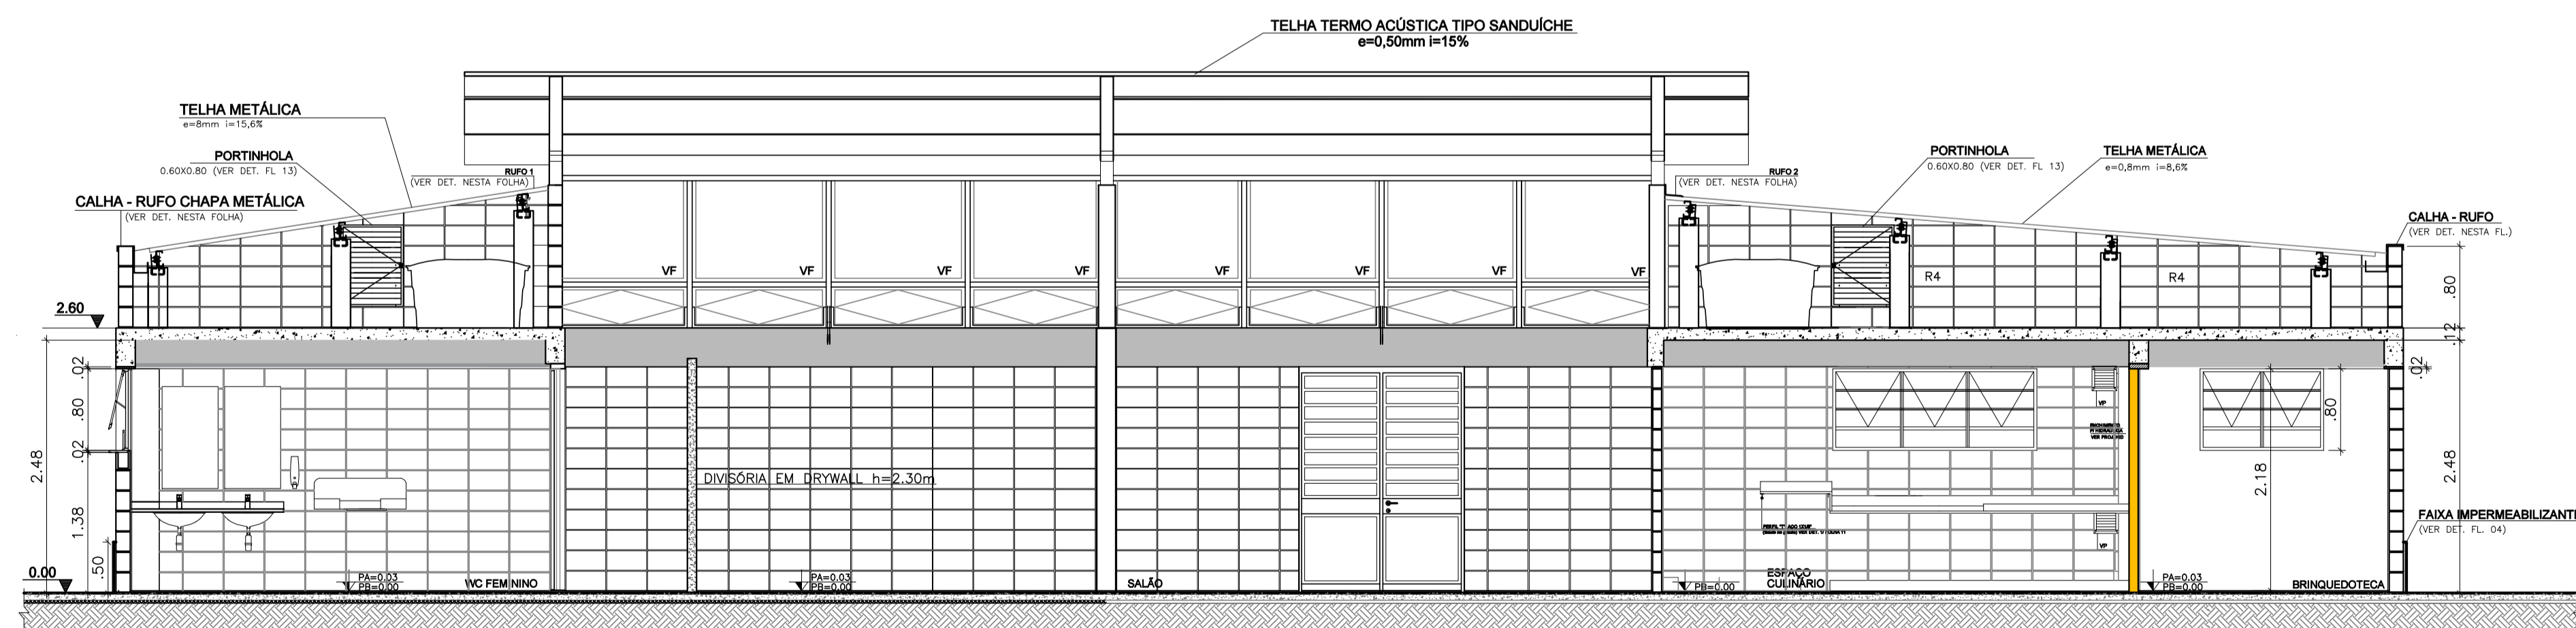 TELHA TERMO ACÚSTICA TIPO SANDUÍCHE
e=0,50mm i=15%
TELHA METÁLICA
e=8mm i=15,6%
PORTINHOLA
0.60X0.80 (VER DET. FL 13)
RUFO 1
(VER DET. NESTA FOLHA)
CALHA - RUFO CHAPA METÁLICA
(VER DET. NESTA FOLHA)
RUFO 2
(VER DET. NESTA FOLHA)
PORTINHOLA
0.60X0.80 (VER DET. FL 13)
TELHA METÁLICA
e=0,8mm i=8,6%
CALHA - RUFO
(VER DET. NESTA FL.)
VF
VF
VF
VF
VF
VF
VF
VF
R4
R4
2.60
.80
.12
.02
.02
.80
.02
2.48
1.38
.50
0.00
DIVISÓRIA EM DRYWALL h=2.30m
VP
VER PROJETO
VP
.80
2.18
2.48
FAIXA IMPERMEABILIZANTE
(VER DET. FL. 04)
PA=0.03
PB=0.00
WC FEMININO
PA=0.03
PB=0.00
SALÃO
PB=0.00
ESPAÇO
CULINÁRIO
PA=0.03
PB=0.00
BRINQUEDOTECA